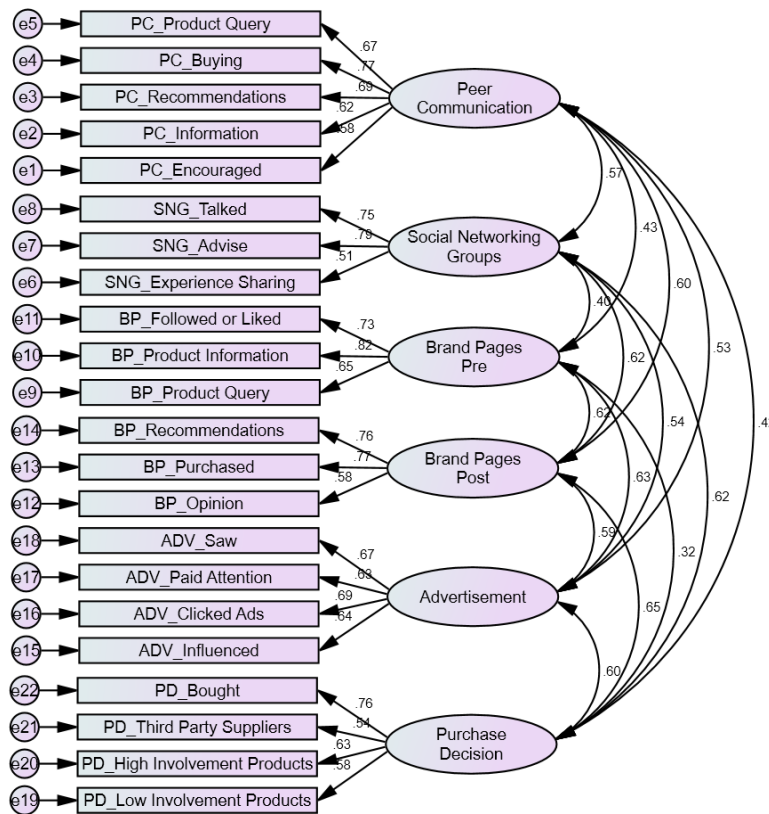 e5
PC_Product Query
e4
PC_Buying
e3
PC_Recommendations
e2
PC_Information
e1
PC_Encouraged
.67
.77
.69
.62
.58
Peer
Communication
e8
SNG_Talked
e7
SNG_Advise
e6
SNG_Experience Sharing
.75
.79
.51
Social Networking
Groups
e11
BP_Followed or Liked
e10
BP_Product Information
e9
BP_Product Query
.73
.82
.65
Brand Pages
Pre
e14
BP_Recommendations
e13
BP_Purchased
e12
BP_Opinion
.76
.77
.58
Brand Pages
Post
e18
ADV_Saw
e17
ADV_Paid Attention
e16
ADV_Clicked Ads
e15
ADV_Influenced
.67
.63
.69
.64
Advertisement
e22
PD_Bought
e21
PD_Third Party Suppliers
e20
PD_High Involvement Products
e19
PD_Low Involvement Products
.76
.54
.63
.58
Purchase
Decision
.57
.43
.60
.53
.40
.62
.54
.62
.62
.63
.32
.59
.65
.60